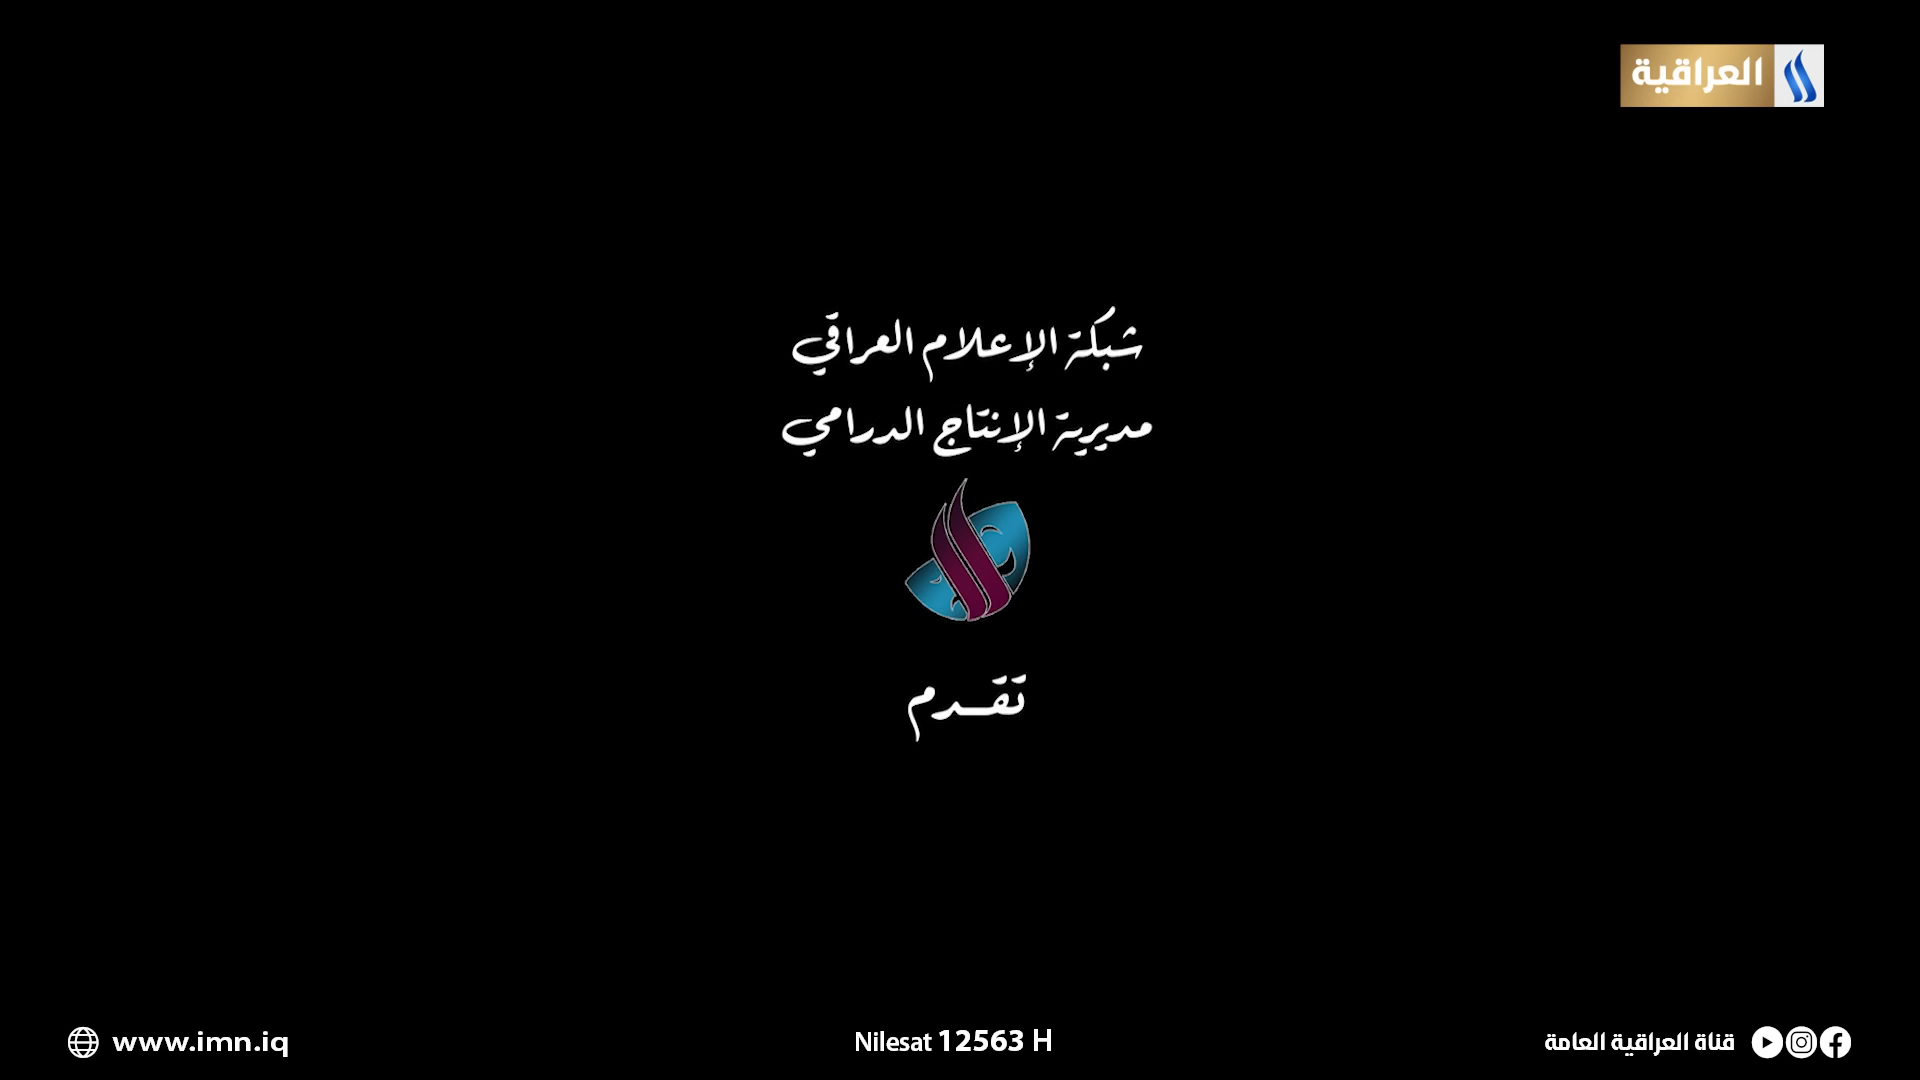 العراقية
شبكة الإعلام العراقي
مديرية الإنتاج الدرامي
تقـدم
www.imn.iq
Nilesat 12563 H
قناة العراقية العامة